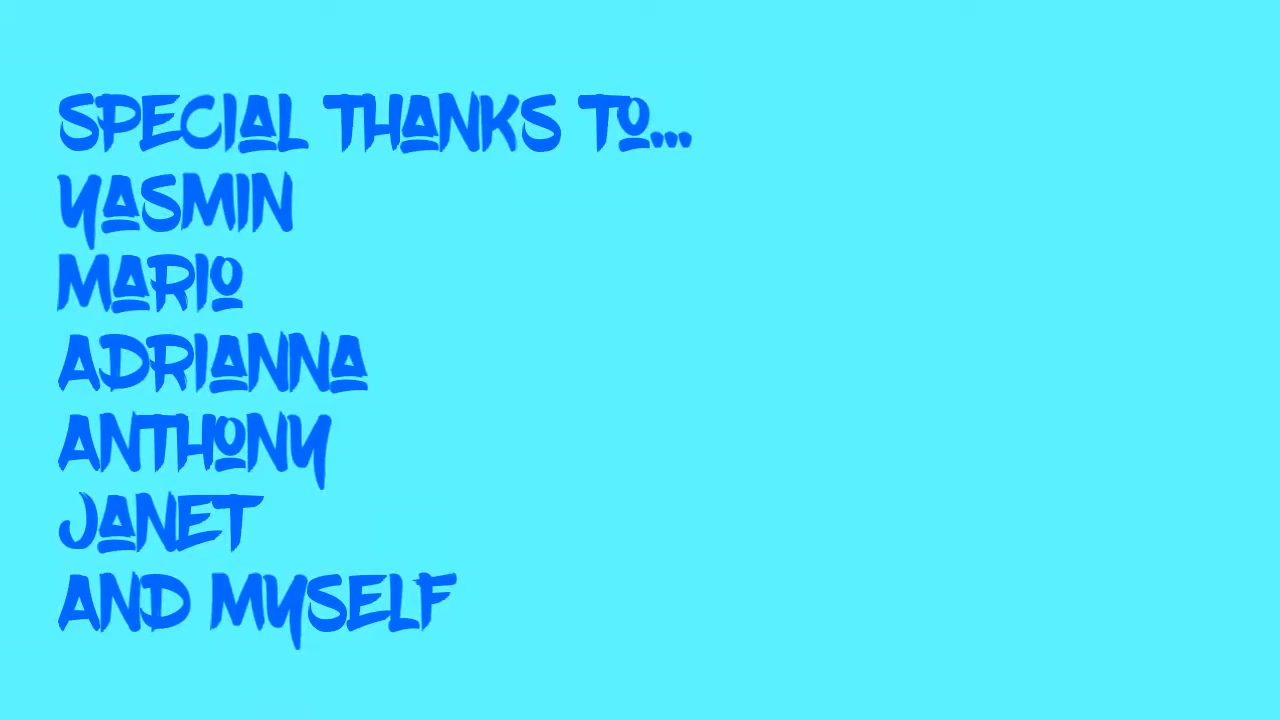 SPECIAL THANKS TO...
YASMIN
MARIO
ADRIANNA
ANTHONY
JANET
AND MYSELF